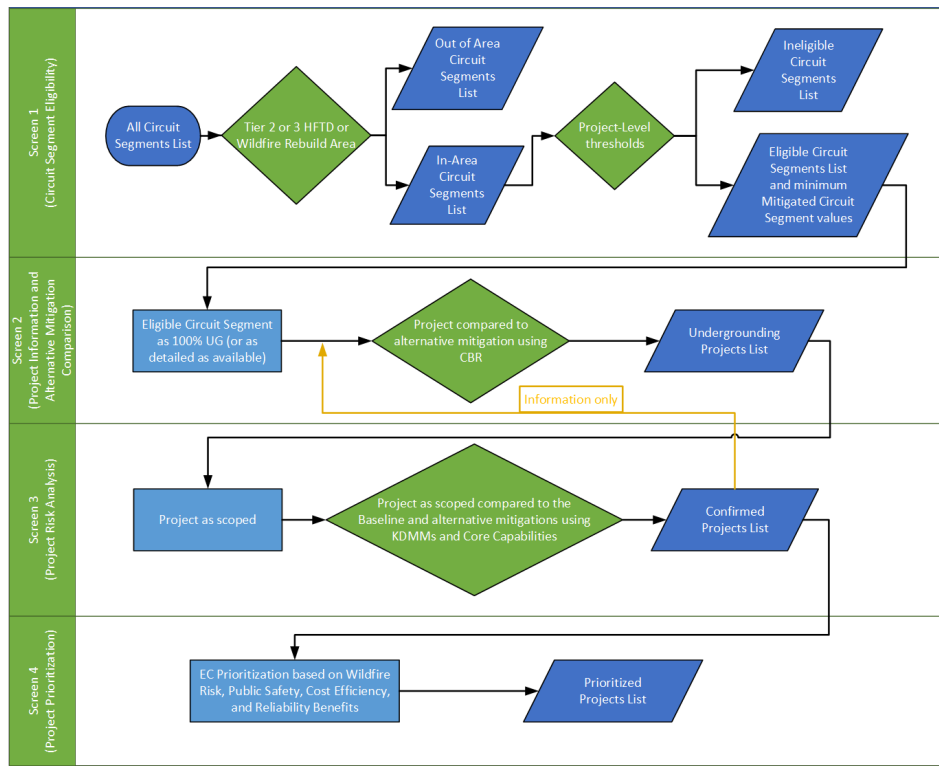 Screen 1
(Circuit Segment Eligibility)
All Circuit
Segments List
Tier 2 or 3 HFTD or
Wildfire Rebuild Area
Out of Area
Circuit
Segments
List
In-Area
Circuit
Segments
List
Project-Level
thresholds
Ineligible
Circuit
Segments
List
Eligible Circuit
Segments List
and minimum
Mitigated Circuit
Segment values
Screen 2
(Project Information and
Alternative Mitigation
Comparison)
Eligible Circuit Segment
as 100% UG (or as
detailed as available)
Project compared to
alternative mitigation using
CBR
Undergrounding
Projects List
Information only
Screen 3
(Project Risk Analysis)
Project as scoped
Project as scoped compared to the
Baseline and alternative mitigations using
KDMMs and Core Capabilities
Confirmed
Projects List
Screen 4
(Project Prioritization)
EC Prioritization based on Wildfire
Risk, Public Safety, Cost Efficiency,
and Reliability Benefits
Prioritized
Projects List